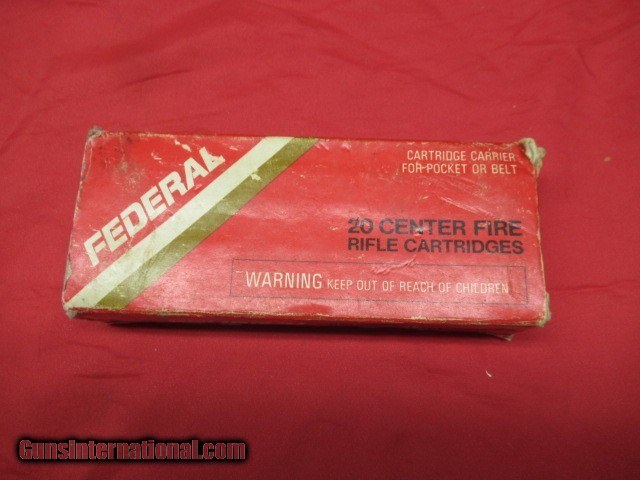 FEDERAL
CARTRIDGE CARRIER
FOR POCKET OR BELT
20 CENTER FIRE
RIFLE CARTRIDGES
WARNING KEEP OUT OF REACH OF CHILDREN
GunsInternational.com